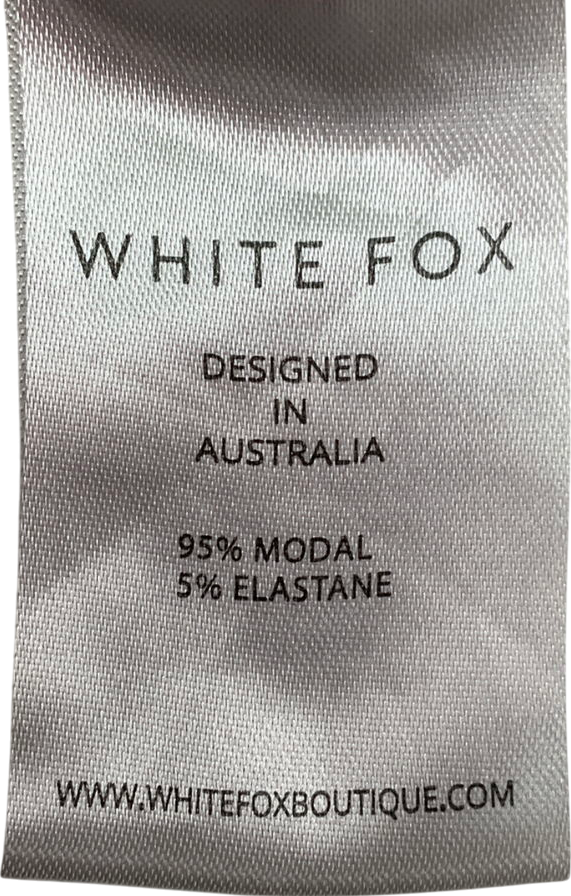 WHITE FOX
DESIGNED
IN
AUSTRALIA
95% MODAL
5% ELASTANE
WWW.WHITEFOXBOUTIQUE.COM